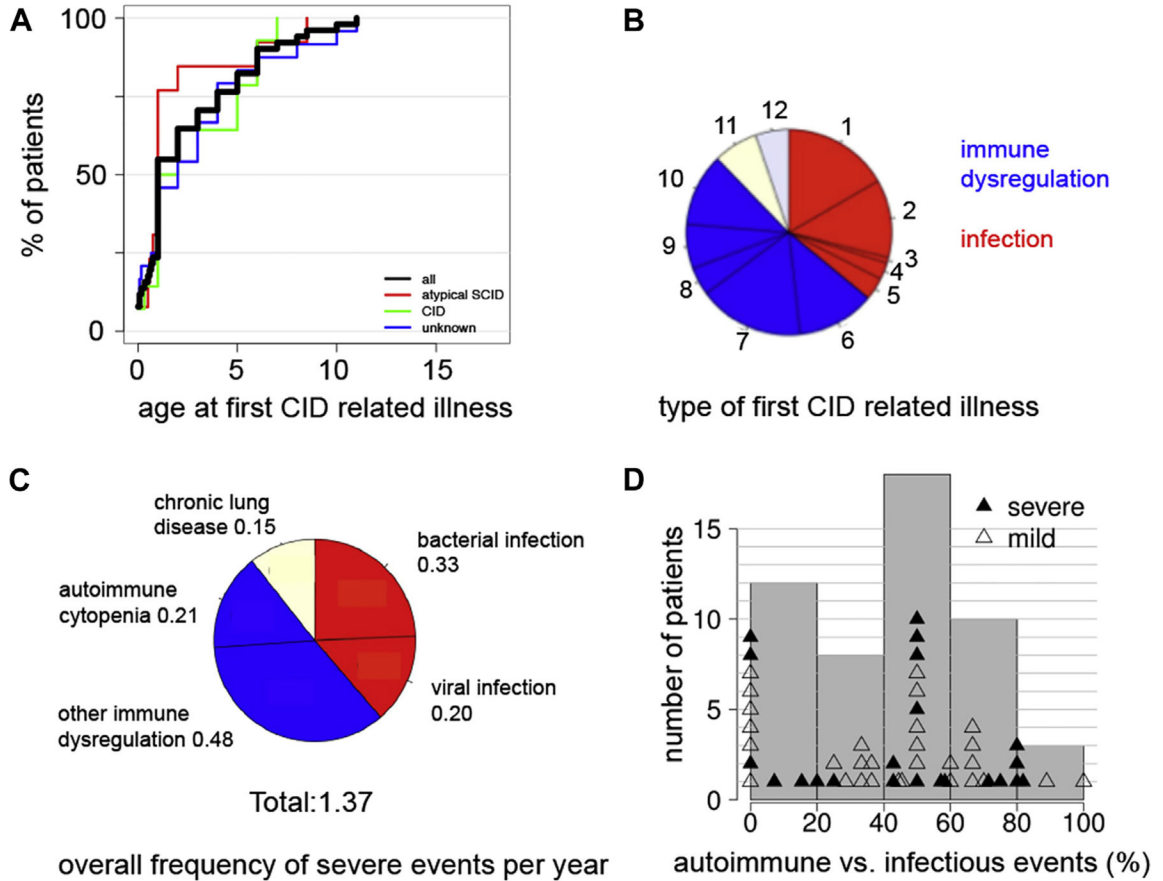 A
100
50
0
% of patients
all
atypical SCID
CID
unknown
0 5 10 15
age at first CID related illness
B
1
2
3
4
5
6
7
8
9
10
11
12
immune
dysregulation
infection
type of first CID related illness
C
chronic lung
disease 0.15
bacterial infection
0.33
autoimmune
cytopenia 0.21
viral infection
0.20
other immune
dysregulation 0.48
Total:1.37
overall frequency of severe events per year
D
severe
mild
15
10
5
0
number of patients
0 20 40 60 80 100
autoimmune vs. infectious events (%)